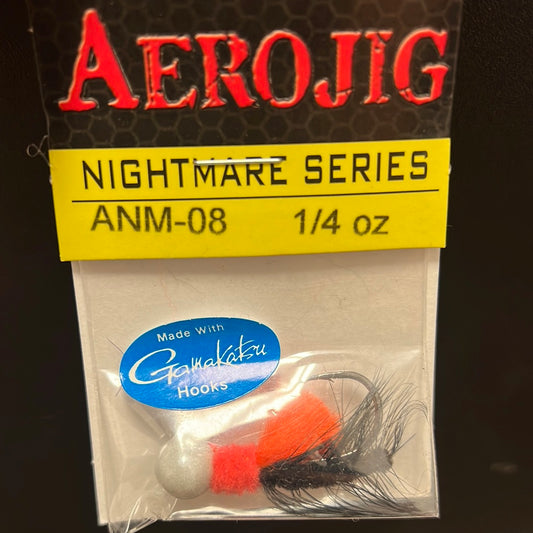 AEROJIG
NIGHTMARE SERIES
ANM-08 1/4 oz
Made With
Gamakatsu
Hooks